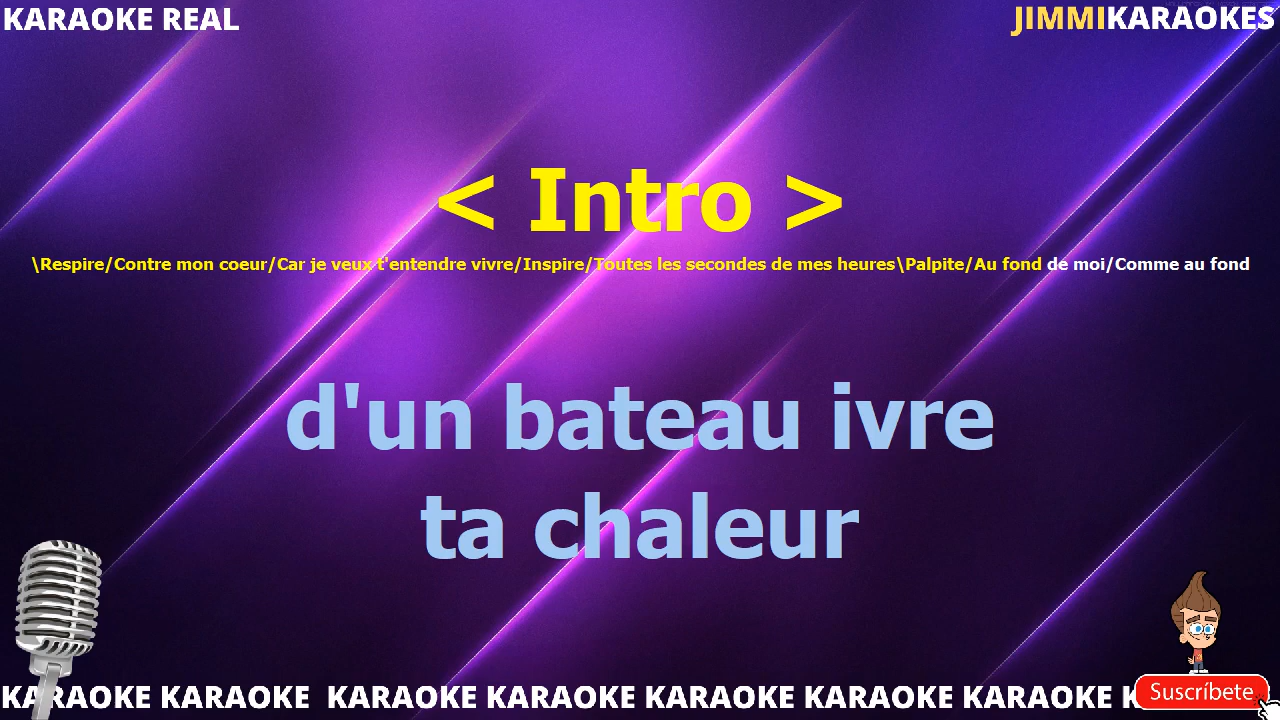 KARAOKE REAL
JIMMIKARAOKES
< Intro >
\Respire/Contre mon coeur/Car je veux t'entendre vivre/Inspire/Toutes les secondes de mes heures\Palpite/Au fond de moi/Comme au fond
d'un bateau ivre
ta chaleur
KARAOKE KARAOKE KARAOKE KARAOKE KARAOKE KARAOKE KARAOKE K
Suscríbete